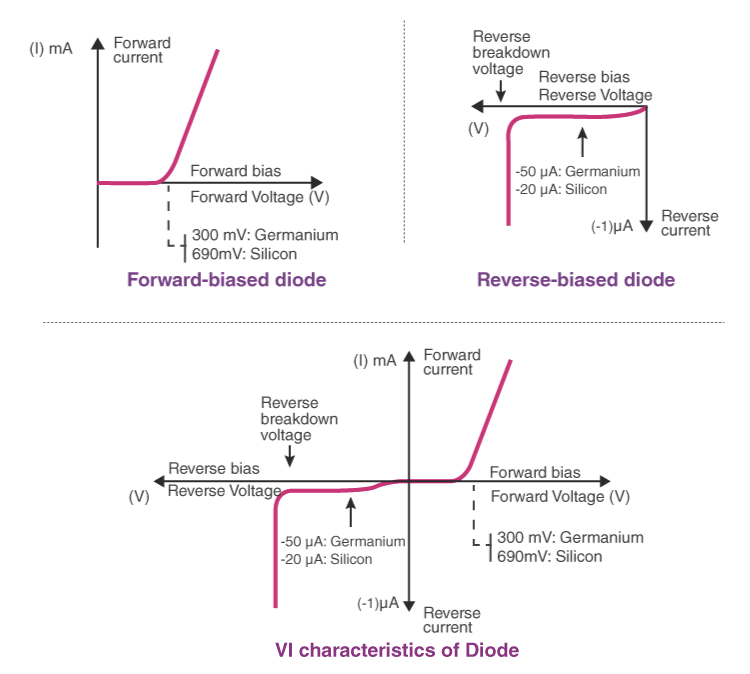 (I) mA
Forward
current
Forward bias
Forward Voltage (V)
300 mV: Germanium
690mV: Silicon
Forward-biased diode
Reverse
breakdown
voltage
Reverse bias
Reverse Voltage
(V)
-50 µA: Germanium
-20 µA: Silicon
(-1)µA
Reverse
current
Reverse-biased diode
(I) mA
Forward
current
Reverse
breakdown
voltage
Reverse bias
Reverse Voltage
(V)
Forward bias
Forward Voltage (V)
-50 µA: Germanium
-20 µA: Silicon
300 mV: Germanium
690mV: Silicon
(-1)µA
Reverse
current
VI characteristics of Diode